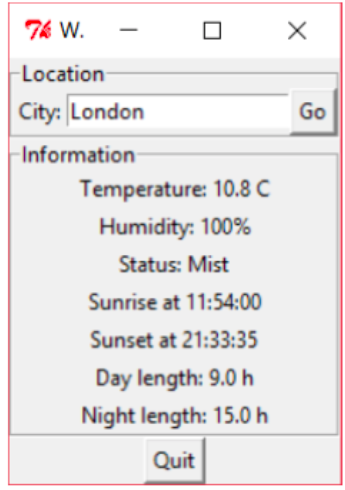 W.
Location
City: London Go
Information
Temperature: 10.8 C
Humidity: 100%
Status: Mist
Sunrise at 11:54:00
Sunset at 21:33:35
Day length: 9.0 h
Night length: 15.0 h
Quit